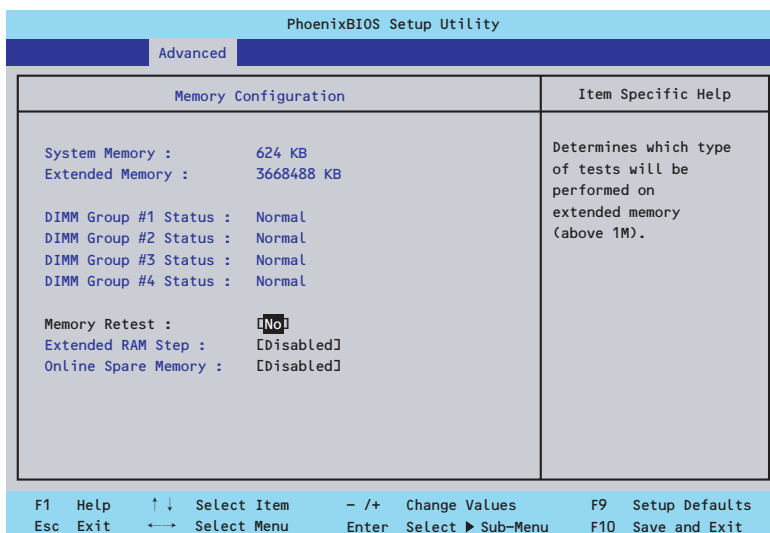 PhoenixBIOS Setup Utility
Advanced
Memory Configuration
System Memory : 624 KB
Extended Memory : 3668488 KB
DIMM Group #1 Status : Normal
DIMM Group #2 Status : Normal
DIMM Group #3 Status : Normal
DIMM Group #4 Status : Normal
Memory Retest : [No]
Extended RAM Step : [Disabled]
Online Spare Memory : [Disabled]
Item Specific Help
Determines which type
of tests will be
performed on
extended memory
(above 1M).
F1 Help ↑↓ Select Item - /+ Change Values F9 Setup Defaults
Esc Exit ←→ Select Menu Enter Select ▶ Sub-Menu F10 Save and Exit